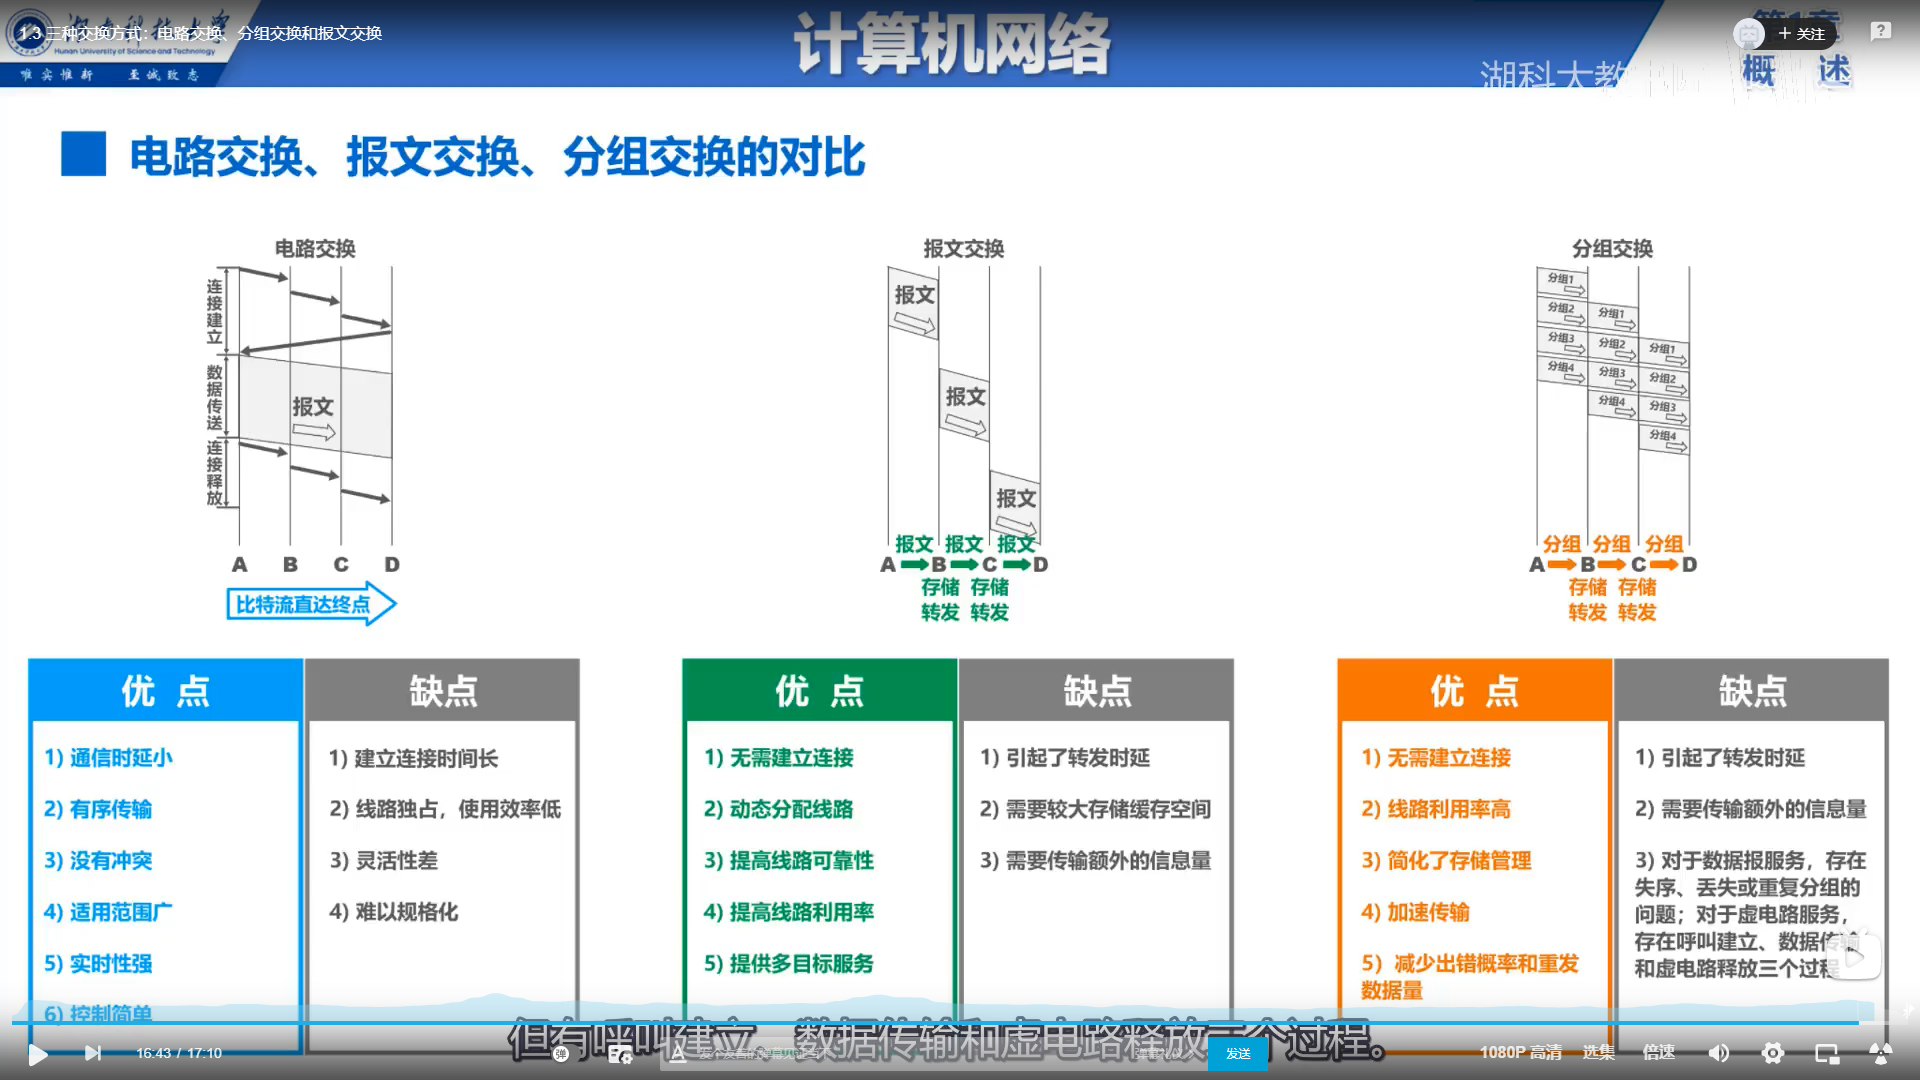 湖南科技大学
Hunan University of Science and Technology
唯实惟新 至诚致志
1.3 三种交换方式:电路交换、分组交换和报文交换
计算机网络
+ 关注
概 述
湖科大教
电路交换、报文交换、分组交换的对比
电路交换
连接建立
数据传送
连接释放
报文
A B C D
比特流直达终点
报文交换
报文
报文
报文
报文 报文 报文
A B C D
存储 存储
转发 转发
分组交换
分组1
分组2 分组1
分组3 分组2 分组1
分组4 分组3 分组2
分组4 分组3
分组4
分组 分组 分组
A B C D
存储 存储
转发 转发
优 点
1) 通信时延小
2) 有序传输
3) 没有冲突
4) 适用范围广
5) 实时性强
6) 控制简单
缺点
1) 建立连接时间长
2) 线路独占，使用效率低
3) 灵活性差
4) 难以规格化
优 点
1) 无需建立连接
2) 动态分配线路
3) 提高线路可靠性
4) 提高线路利用率
5) 提供多目标服务
缺点
1) 引起了转发时延
2) 需要较大存储缓存空间
3) 需要传输额外的信息量
优 点
1) 无需建立连接
2) 线路利用率高
3) 简化了存储管理
4) 加速传输
5) 减少出错概率和重发
数据量
缺点
1) 引起了转发时延
2) 需要传输额外的信息量
3) 对于数据报服务，存在
失序、丢失或重复分组的
问题；对于虚电路服务，
存在呼叫建立、数据传输
和虚电路释放三个过程
但有呼叫建立、数据传输和虚电路释放三个过程。
16:43 / 17:10
弹
发送
1080P 高清 选集 倍速